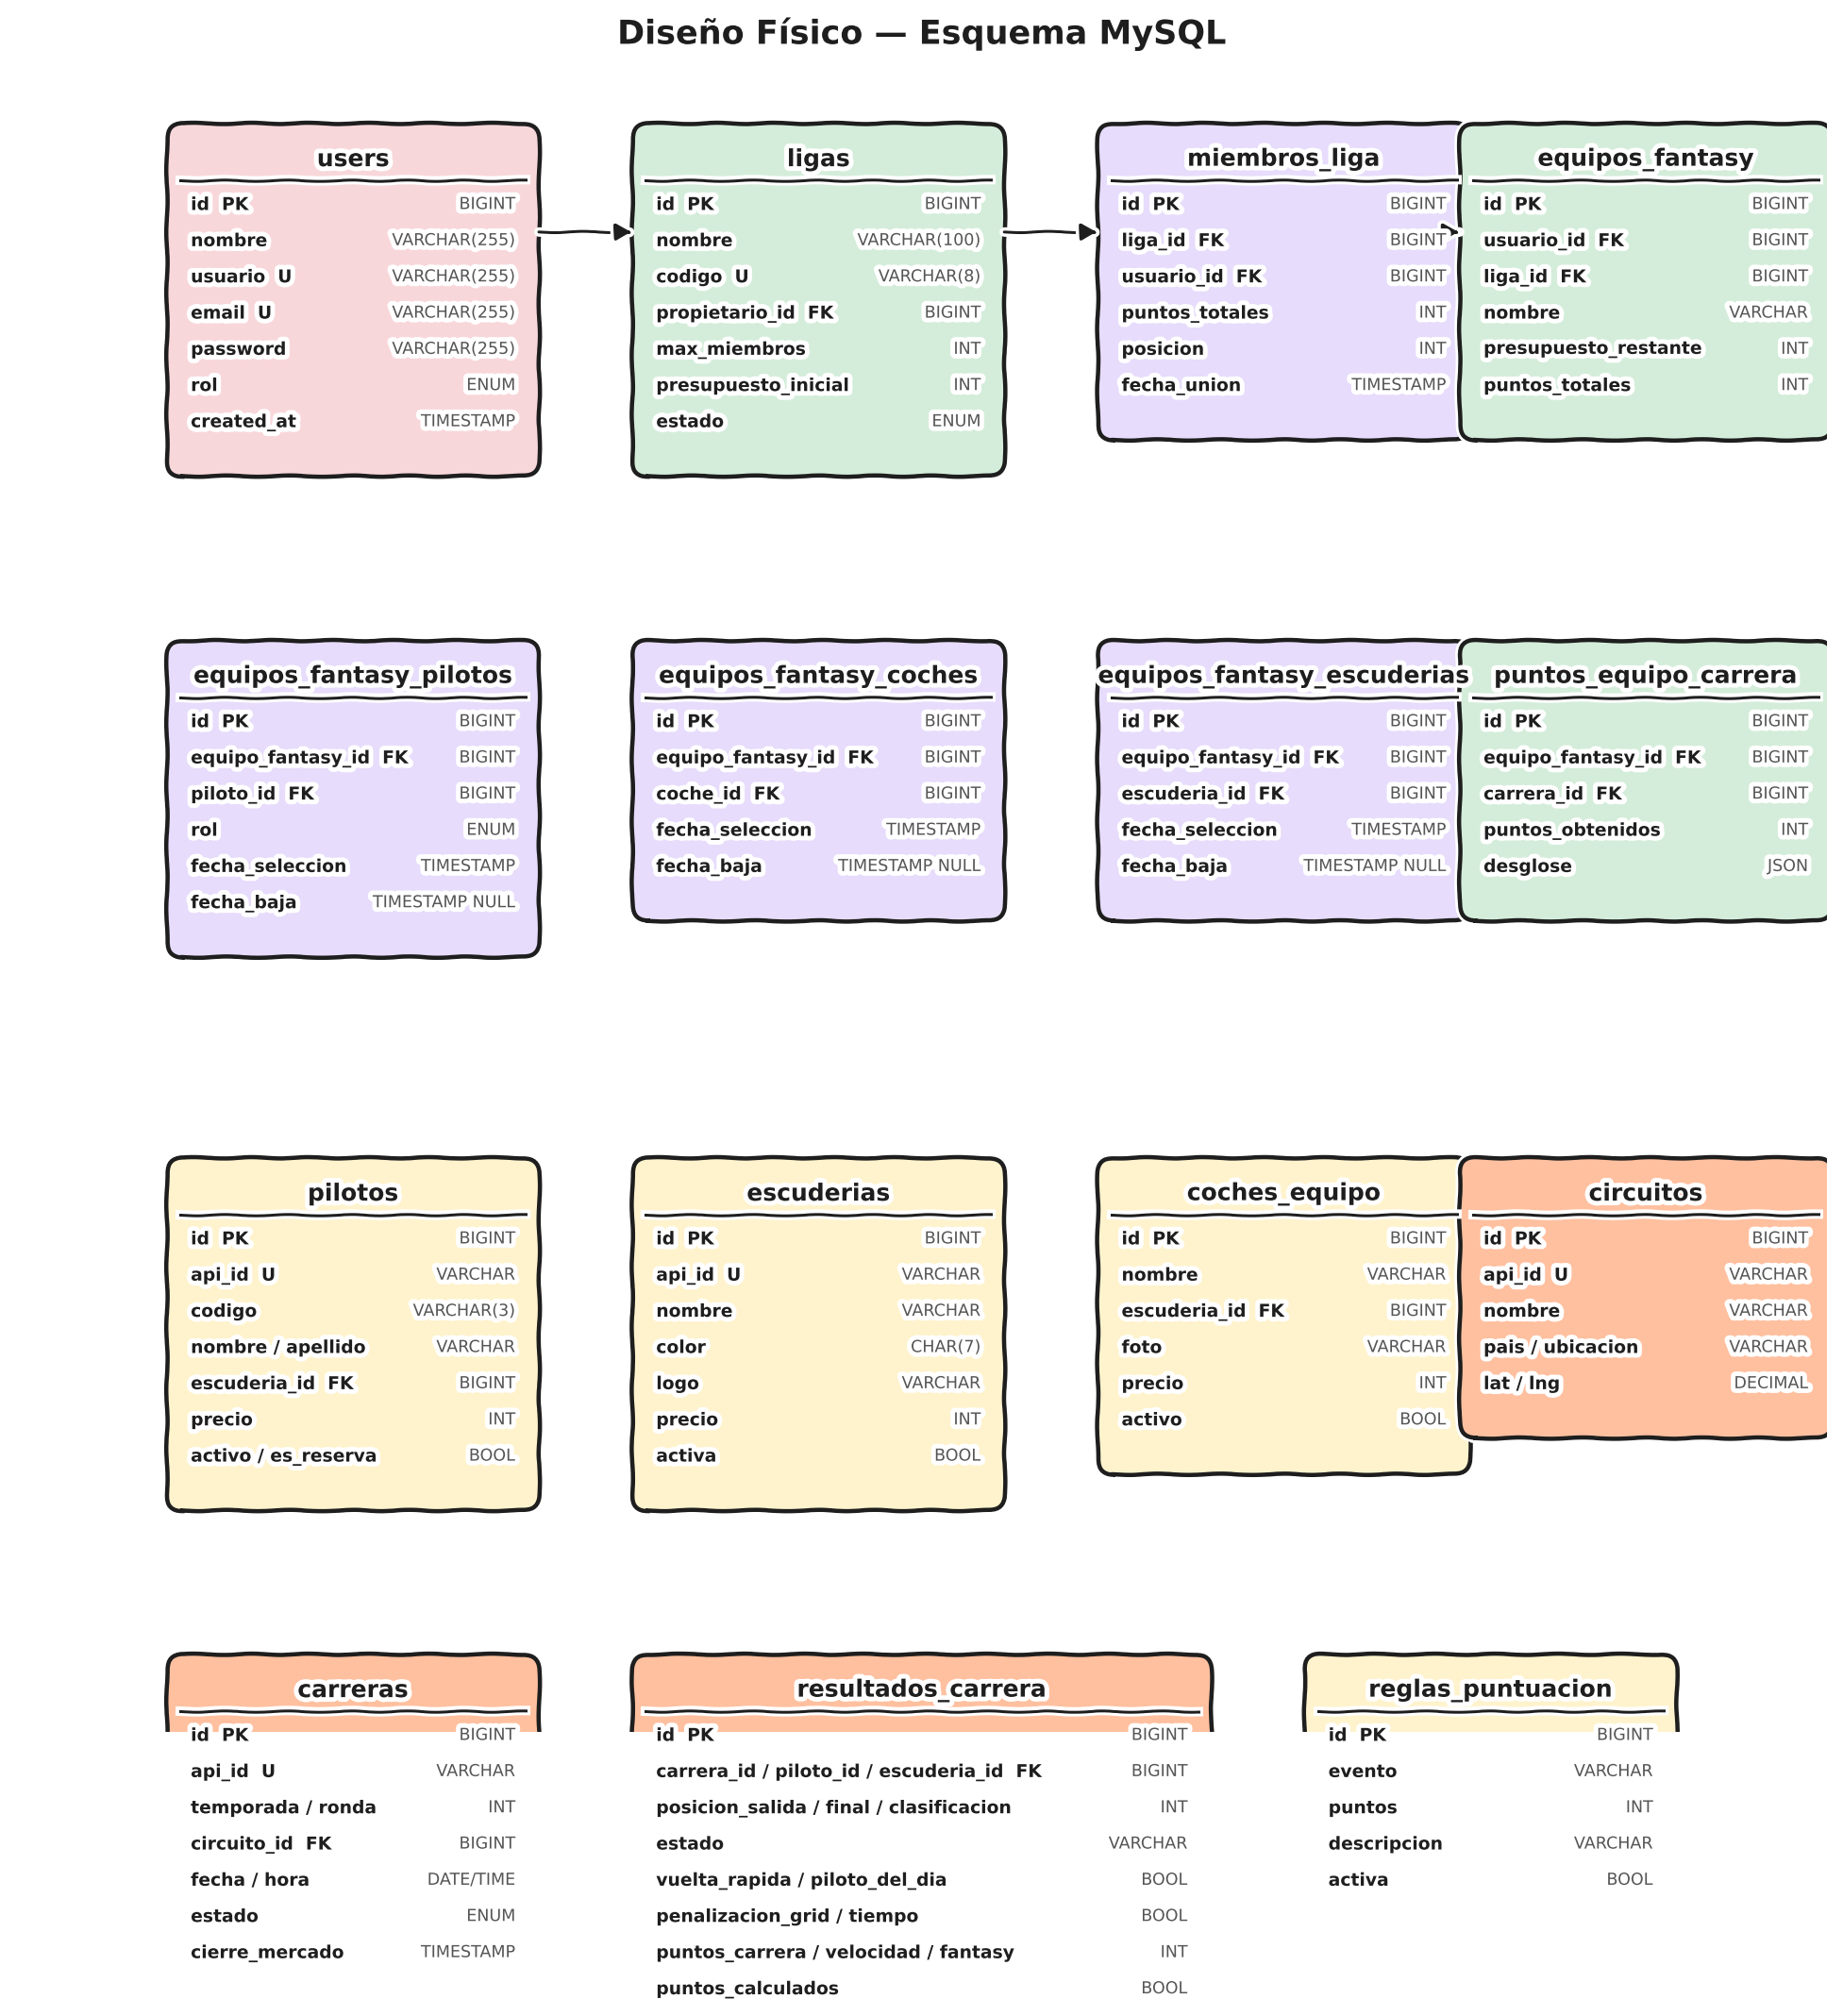 Diseño Físico — Esquema MySQL
users
id PK BIGINT
nombre VARCHAR(255)
usuario U VARCHAR(255)
email U VARCHAR(255)
password VARCHAR(255)
rol ENUM
created_at TIMESTAMP
ligas
id PK BIGINT
nombre VARCHAR(100)
codigo U VARCHAR(8)
propietario_id FK BIGINT
max_miembros INT
presupuesto_inicial INT
estado ENUM
miembros_liga
id PK BIGINT
liga_id FK BIGINT
usuario_id FK BIGINT
puntos_totales INT
posicion INT
fecha_union TIMESTAMP
equipos_fantasy
id PK BIGINT
usuario_id FK BIGINT
liga_id FK BIGINT
nombre VARCHAR
presupuesto_restante INT
puntos_totales INT
equipos_fantasy_pilotos
id PK BIGINT
equipo_fantasy_id FK BIGINT
piloto_id FK BIGINT
rol ENUM
fecha_seleccion TIMESTAMP
fecha_baja TIMESTAMP NULL
equipos_fantasy_coches
id PK BIGINT
equipo_fantasy_id FK BIGINT
coche_id FK BIGINT
fecha_seleccion TIMESTAMP
fecha_baja TIMESTAMP NULL
equipos_fantasy_escuderias
id PK BIGINT
equipo_fantasy_id FK BIGINT
escuderia_id FK BIGINT
fecha_seleccion TIMESTAMP
fecha_baja TIMESTAMP NULL
puntos_equipo_carrera
id PK BIGINT
equipo_fantasy_id FK BIGINT
carrera_id FK BIGINT
puntos_obtenidos INT
desglose JSON
pilotos
id PK BIGINT
api_id U VARCHAR
codigo VARCHAR(3)
nombre / apellido VARCHAR
escuderia_id FK BIGINT
precio INT
activo / es_reserva BOOL
escuderias
id PK BIGINT
api_id U VARCHAR
nombre VARCHAR
color CHAR(7)
logo VARCHAR
precio INT
activa BOOL
coches_equipo
id PK BIGINT
nombre VARCHAR
escuderia_id FK BIGINT
foto VARCHAR
precio INT
activo BOOL
circuitos
id PK BIGINT
api_id U VARCHAR
nombre VARCHAR
pais / ubicacion VARCHAR
lat / lng DECIMAL
carreras
id PK BIGINT
api_id U VARCHAR
temporada / ronda INT
circuito_id FK BIGINT
fecha / hora DATE/TIME
estado ENUM
cierre_mercado TIMESTAMP
resultados_carrera
id PK BIGINT
carrera_id / piloto_id / escuderia_id FK BIGINT
posicion_salida / final / clasificacion INT
estado VARCHAR
vuelta_rapida / piloto_del_dia BOOL
penalizacion_grid / tiempo BOOL
puntos_carrera / velocidad / fantasy INT
puntos_calculados BOOL
reglas_puntuacion
id PK BIGINT
evento VARCHAR
puntos INT
descripcion VARCHAR
activa BOOL